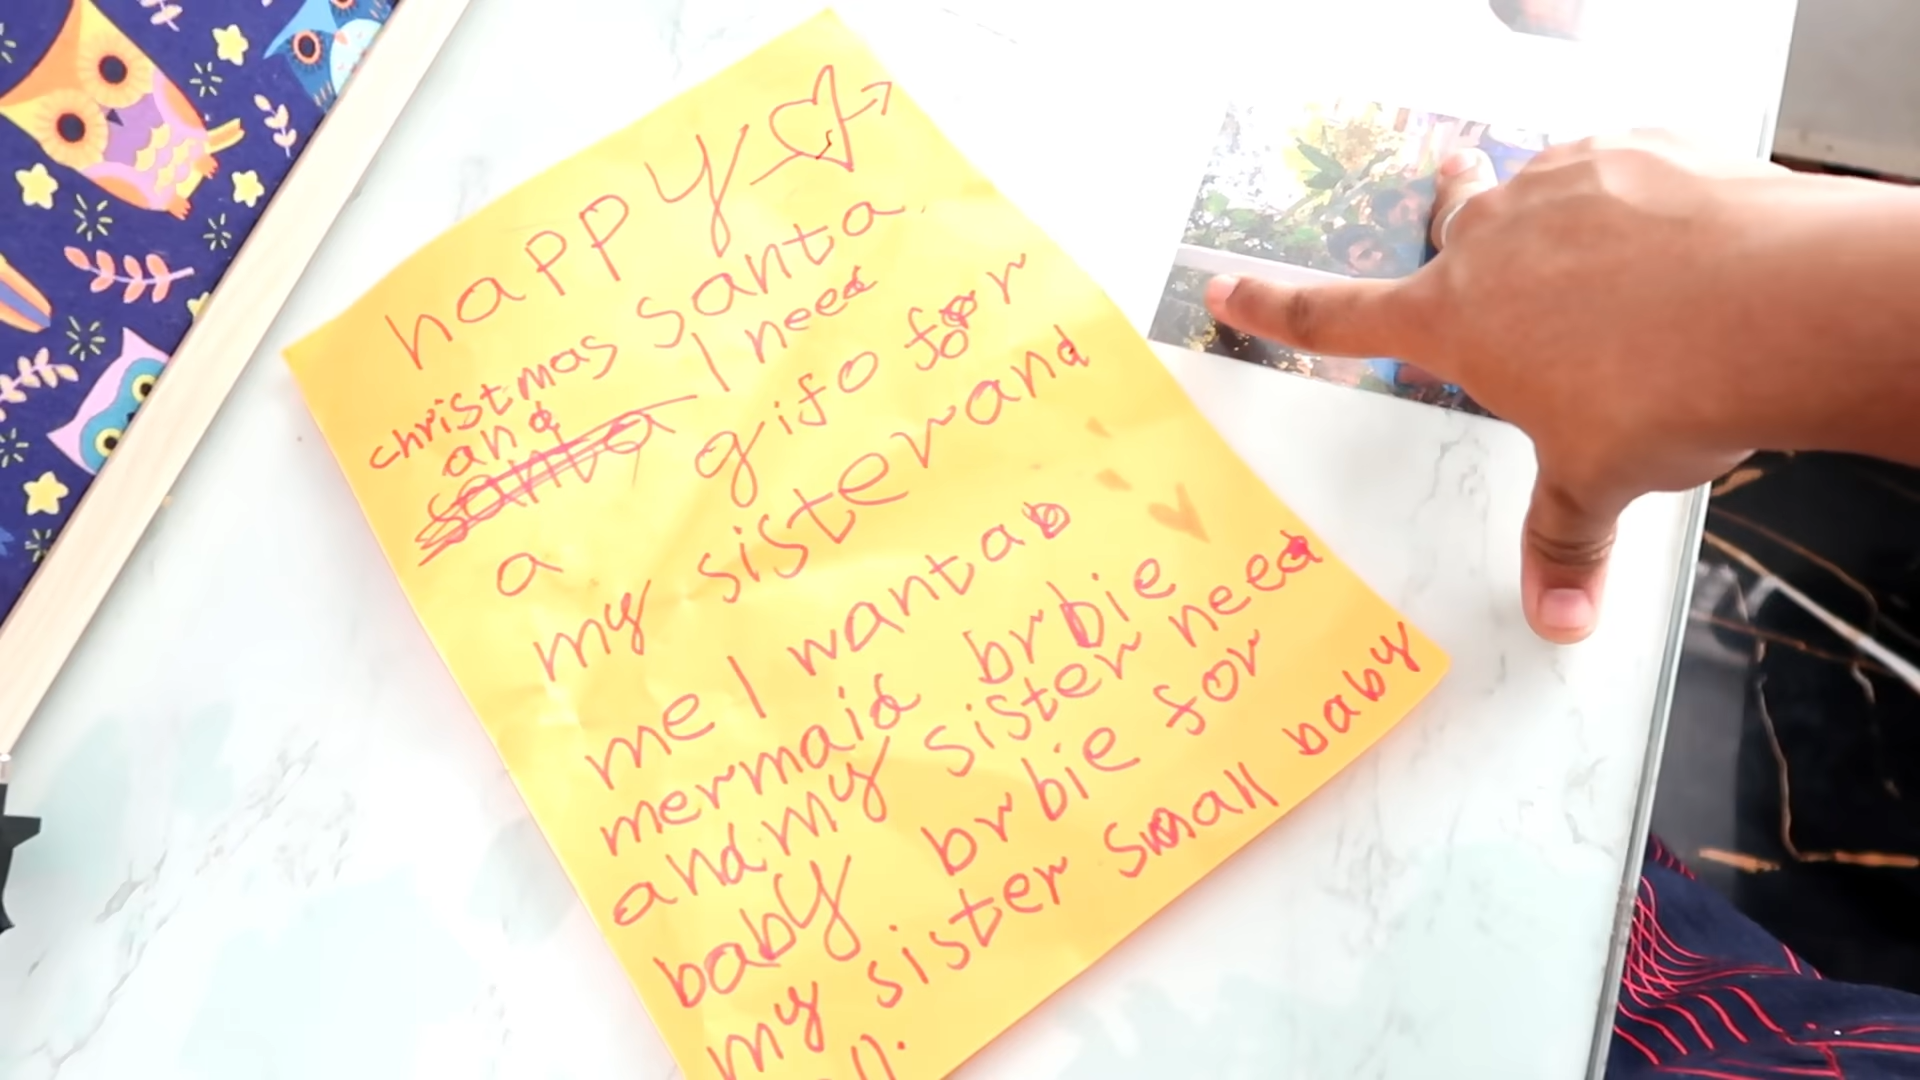 happy
christmas Santa.
and I need
a gifo for
my sister and
me I want a
mermaid brbie
and my sister need
baby brbie for
my sister small baby
ll.